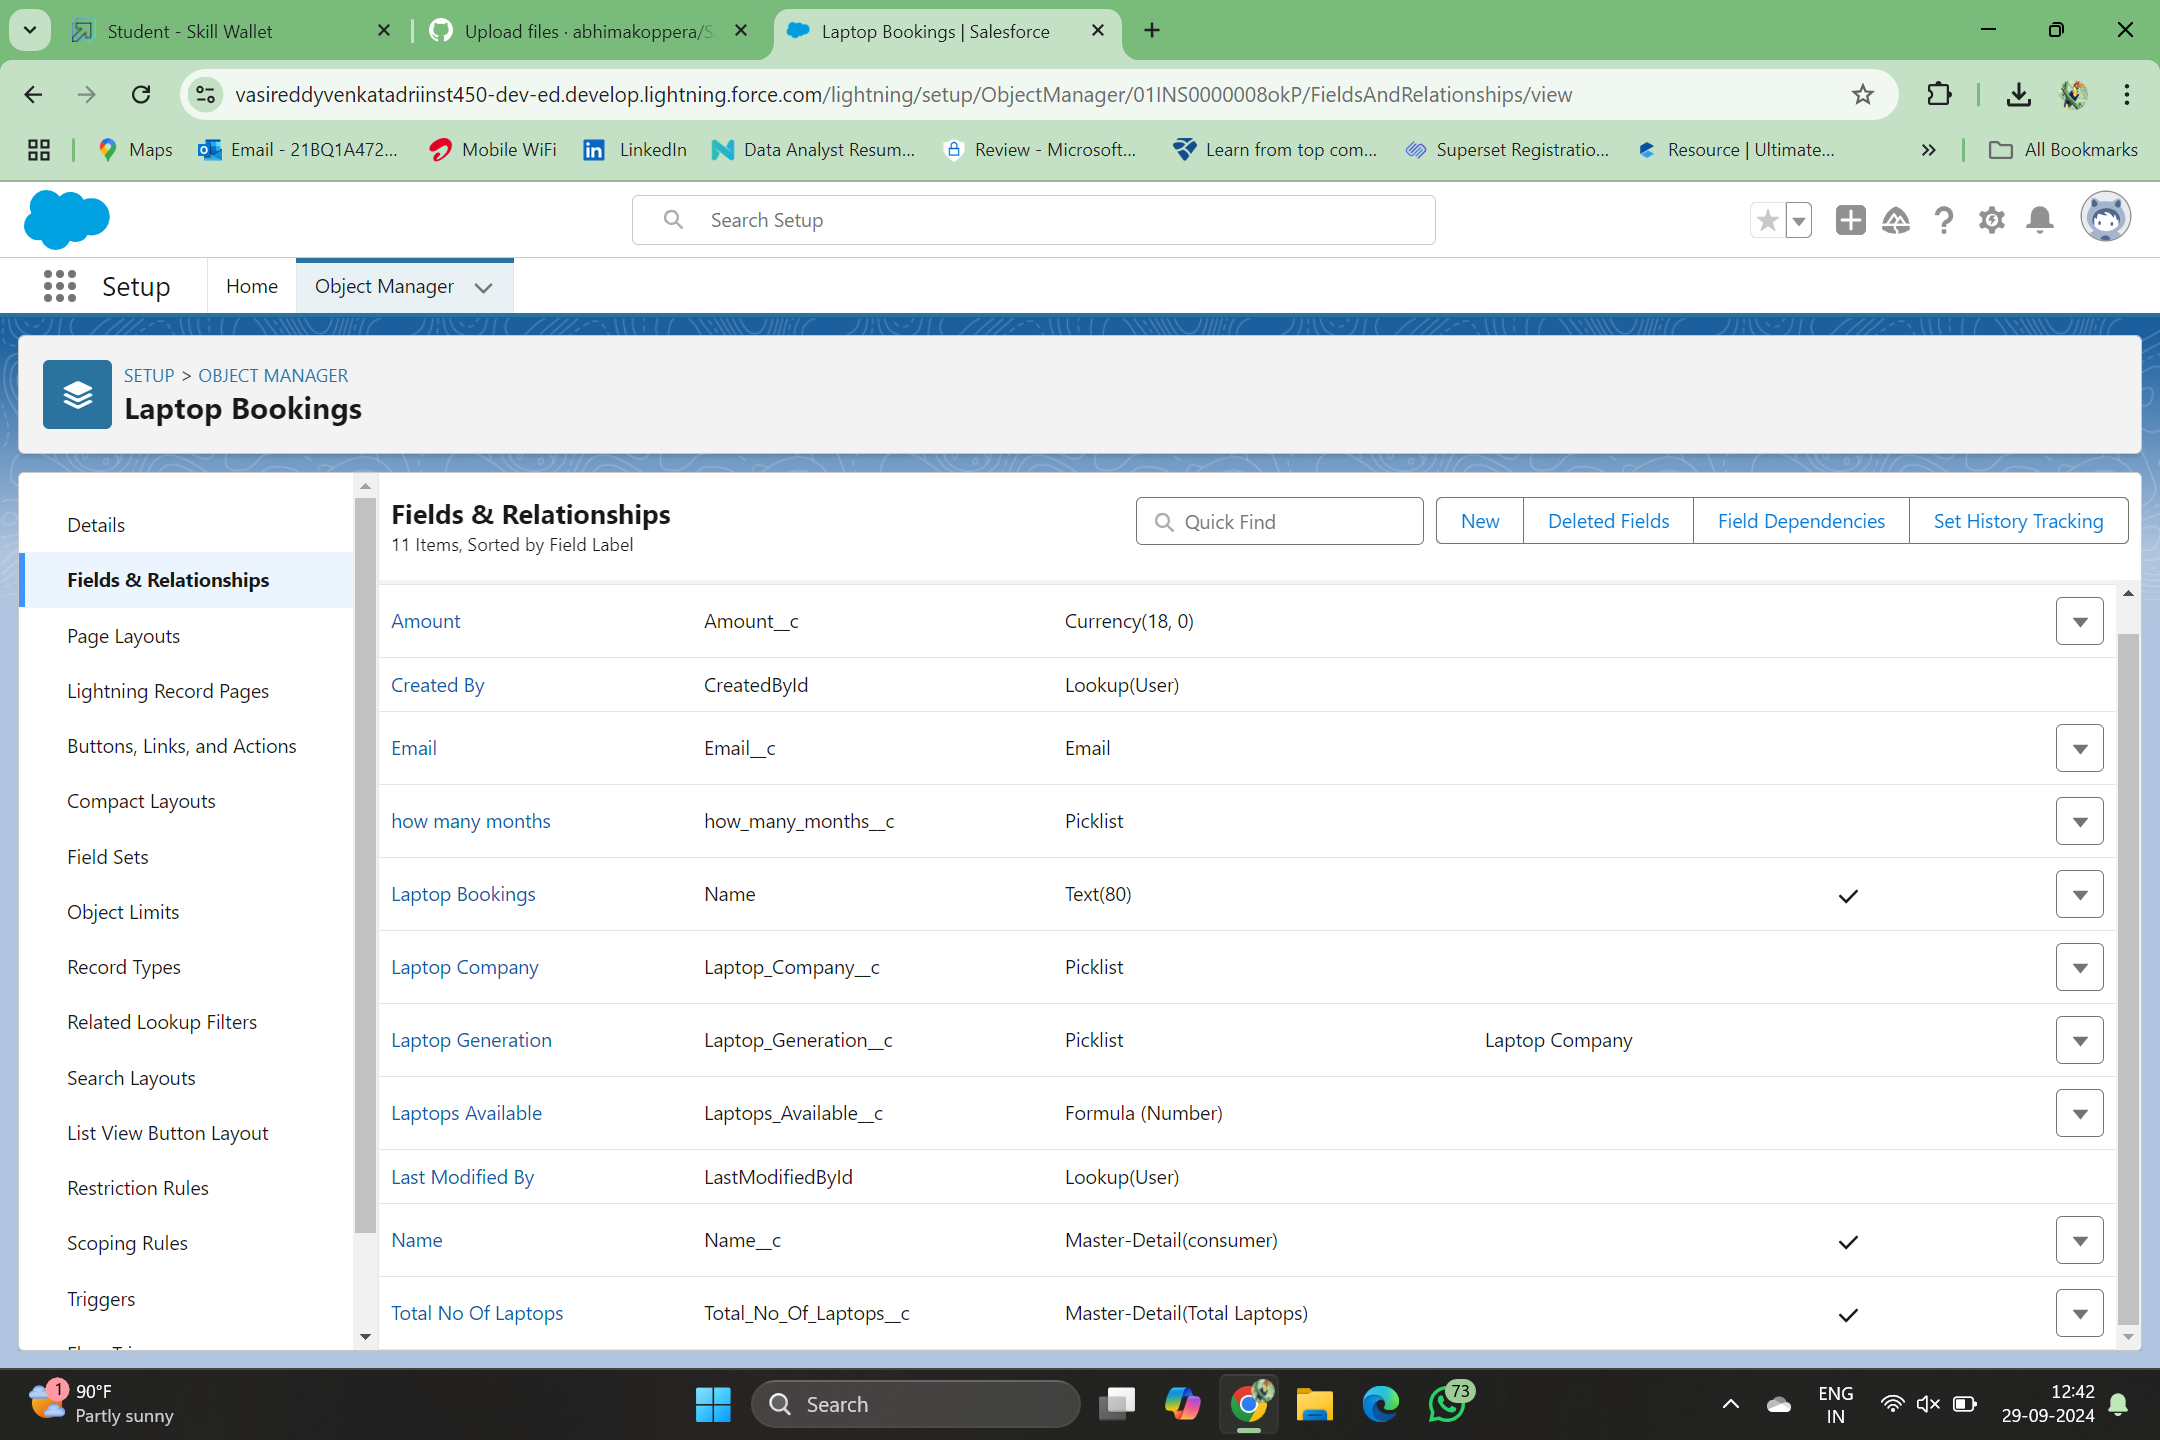 Student - Skill Wallet
Upload files · abhimakoppera/S
Laptop Bookings | Salesforce
vasireddyvenkatadriinst450-dev-ed.develop.lightning.force.com/lightning/setup/ObjectManager/01INS0000008okP/FieldsAndRelationships/view
Maps
Email - 21BQ1A472...
Mobile WiFi
LinkedIn
Data Analyst Resum...
Review - Microsoft...
Learn from top com...
Superset Registratio...
Resource | Ultimate...
All Bookmarks
Search Setup
Setup
Home
Object Manager
SETUP > OBJECT MANAGER
Laptop Bookings
Details
Fields & Relationships
Page Layouts
Lightning Record Pages
Buttons, Links, and Actions
Compact Layouts
Field Sets
Object Limits
Record Types
Related Lookup Filters
Search Layouts
List View Button Layout
Restriction Rules
Scoping Rules
Triggers
Fields & Relationships
11 Items, Sorted by Field Label
Quick Find
New
Deleted Fields
Field Dependencies
Set History Tracking
Amount Amount__c Currency(18, 0)
Created By CreatedById Lookup(User)
Email Email__c Email
how many months how_many_months__c Picklist
Laptop Bookings Name Text(80)
Laptop Company Laptop_Company__c Picklist
Laptop Generation Laptop_Generation__c Picklist Laptop Company
Laptops Available Laptops_Available__c Formula (Number)
Last Modified By LastModifiedById Lookup(User)
Name Name__c Master-Detail(consumer)
Total No Of Laptops Total_No_Of_Laptops__c Master-Detail(Total Laptops)
1
90°F
Partly sunny
Search
73
ENG
IN
12:42
29-09-2024